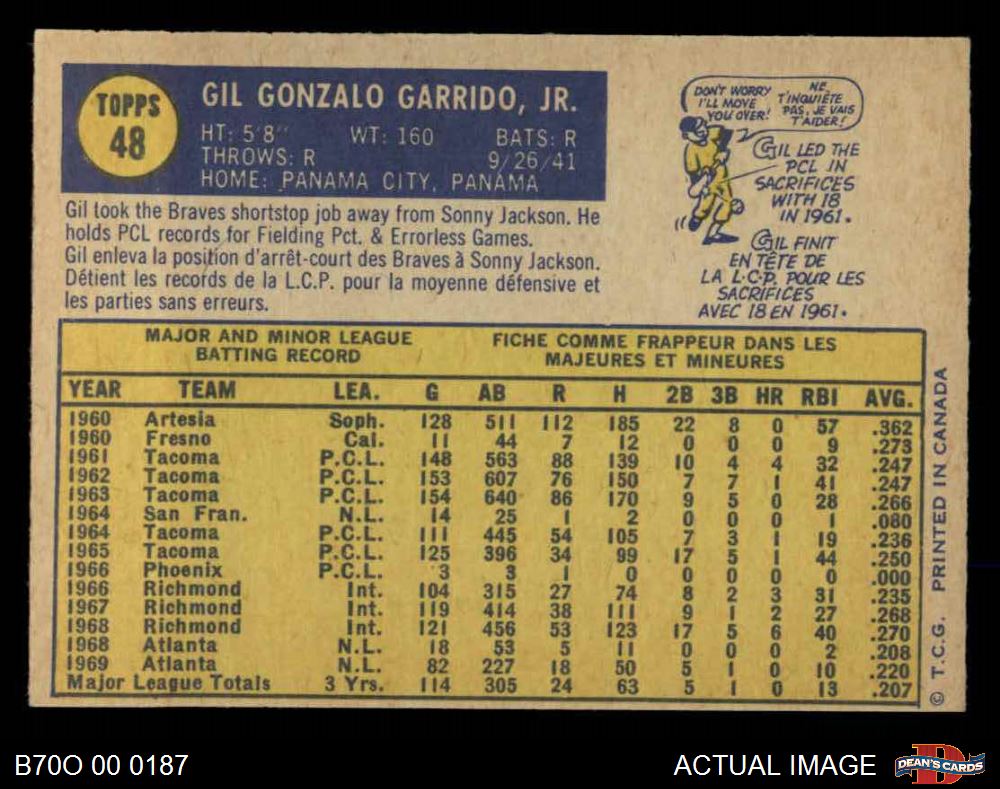 TOPPS
48
GIL GONZALO GARRIDO, JR.
HT: 5'8" WT: 160 BATS: R
THROWS: R 9/26/41
HOME: PANAMA CITY, PANAMA
DON'T WORRY
I'LL MOVE
YOU OVER!
NE
T'INQUIÈTE
PAS, JE VAIS
T'AIDER!
GIL LED THE
PCL IN
SACRIFICES
WITH 18
IN 1961.
GIL FINIT
EN TÊTE DE
LA L.C.P. POUR LES
SACRIFICES
AVEC 18 EN 1961.
Gil took the Braves shortstop job away from Sonny Jackson. He
holds PCL records for Fielding Pct. & Errorless Games.
Gil enleva la position d'arrêt-court des Braves à Sonny Jackson.
Détient les records de la L.C.P. pour la moyenne défensive et
les parties sans erreurs.
MAJOR AND MINOR LEAGUE
BATTING RECORD
FICHE COMME FRAPPEUR DANS LES
MAJEURES ET MINEURES
YEAR TEAM LEA. G AB R H 2B 3B HR RBI AVG.
1960 Artesia Soph. 128 511 112 185 22 8 0 57 .362
1960 Fresno Cal. 11 44 7 12 0 0 0 9 .273
1961 Tacoma P.C.L. 148 563 88 139 10 4 4 32 .247
1962 Tacoma P.C.L. 153 607 76 150 7 7 1 41 .247
1963 Tacoma P.C.L. 154 640 86 170 9 5 0 28 .266
1964 San Fran. N.L. 14 25 1 2 0 0 0 1 .080
1964 Tacoma P.C.L. 111 445 54 105 7 3 1 19 .236
1965 Tacoma P.C.L. 125 396 34 99 17 5 1 44 .250
1966 Phoenix P.C.L. 3 3 1 0 0 0 0 0 .000
1966 Richmond Int. 104 315 27 74 8 2 3 31 .235
1967 Richmond Int. 119 414 38 111 9 1 2 27 .268
1968 Richmond Int. 121 456 53 123 17 5 6 40 .270
1968 Atlanta N.L. 18 53 5 11 0 0 0 2 .208
1969 Atlanta N.L. 82 227 18 50 5 1 0 10 .220
Major League Totals 3 Yrs. 114 305 24 63 5 1 0 13 .207
© T.C.G. PRINTED IN CANADA
B70O 00 0187
ACTUAL IMAGE
D
DEAN'S CARDS